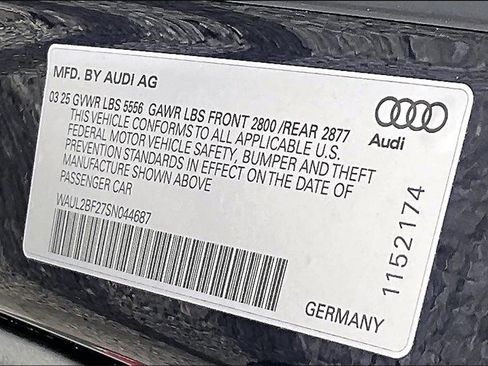 MFD. BY AUDI AG
03 25 GVWR LBS 5556 GAWR LBS FRONT 2800 /REAR 2877
THIS VEHICLE CONFORMS TO ALL APPLICABLE U.S.
FEDERAL MOTOR VEHICLE SAFETY, BUMPER AND THEFT
PREVENTION STANDARDS IN EFFECT ON THE DATE OF
MANUFACTURE SHOWN ABOVE
PASSENGER CAR
WAUL2BF27SN044687
Audi
1152174
GERMANY